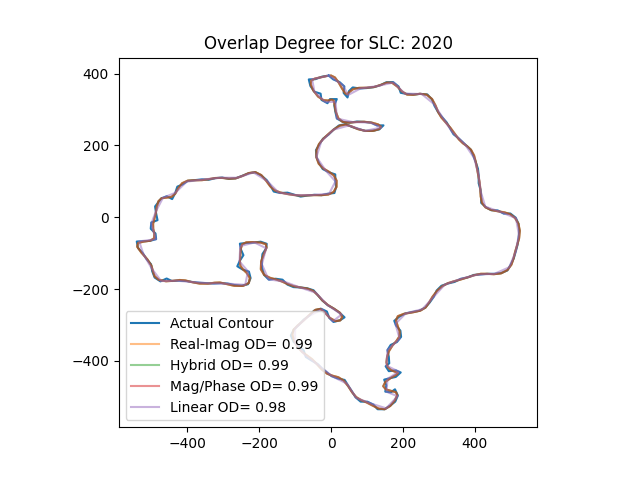 Overlap Degree for SLC: 2020
400
200
0
−200
−400
Actual Contour
Real-Imag OD= 0.99
Hybrid OD= 0.99
Mag/Phase OD= 0.99
Linear OD= 0.98
−400 −200 0 200 400